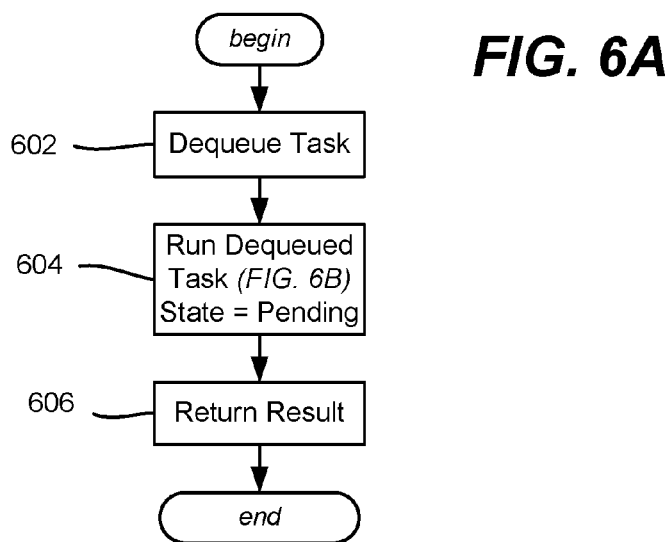 begin
FIG. 6A
602
Dequeue Task
604
Run Dequeued
Task (FIG. 6B)
State = Pending
606
Return Result
end